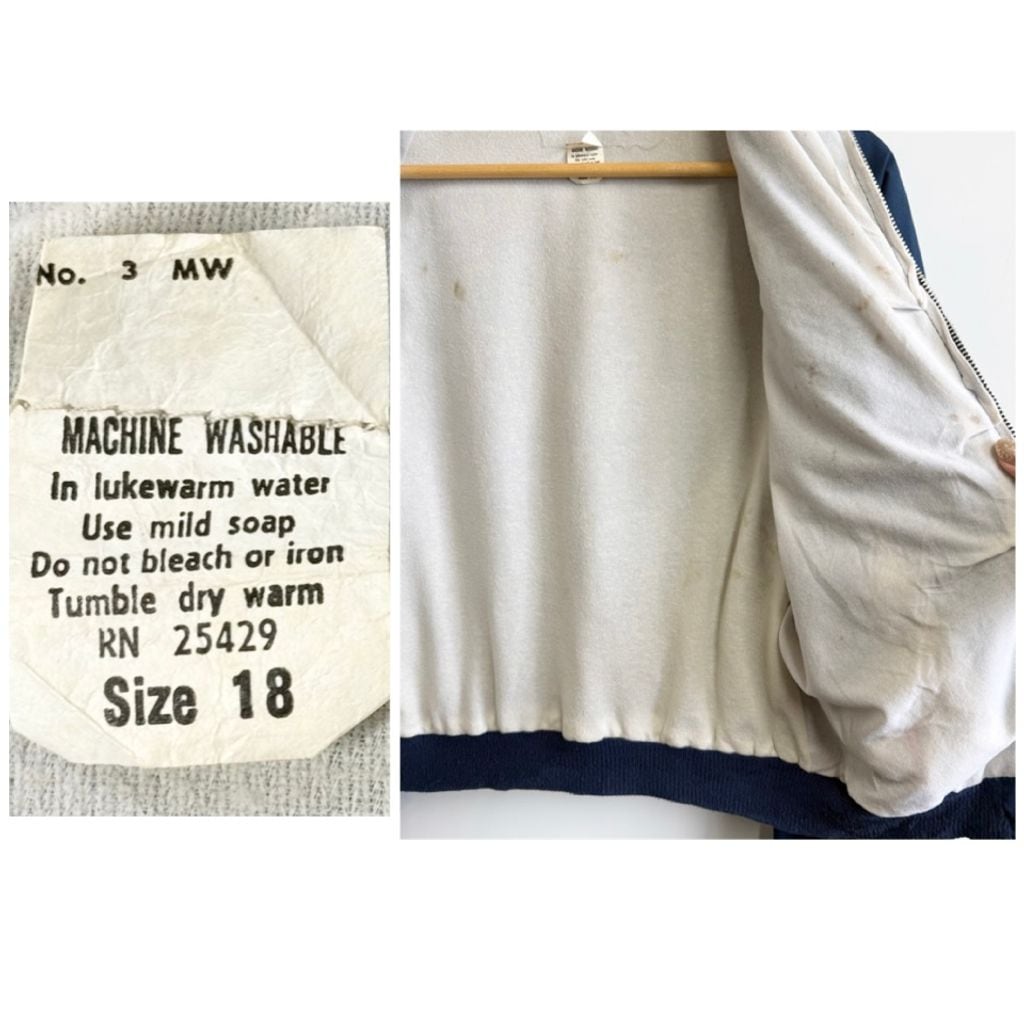 No. 3 MW
MACHINE WASHABLE
In lukewarm water
Use mild soap
Do not bleach or iron
Tumble dry warm
RN 25429
Size 18